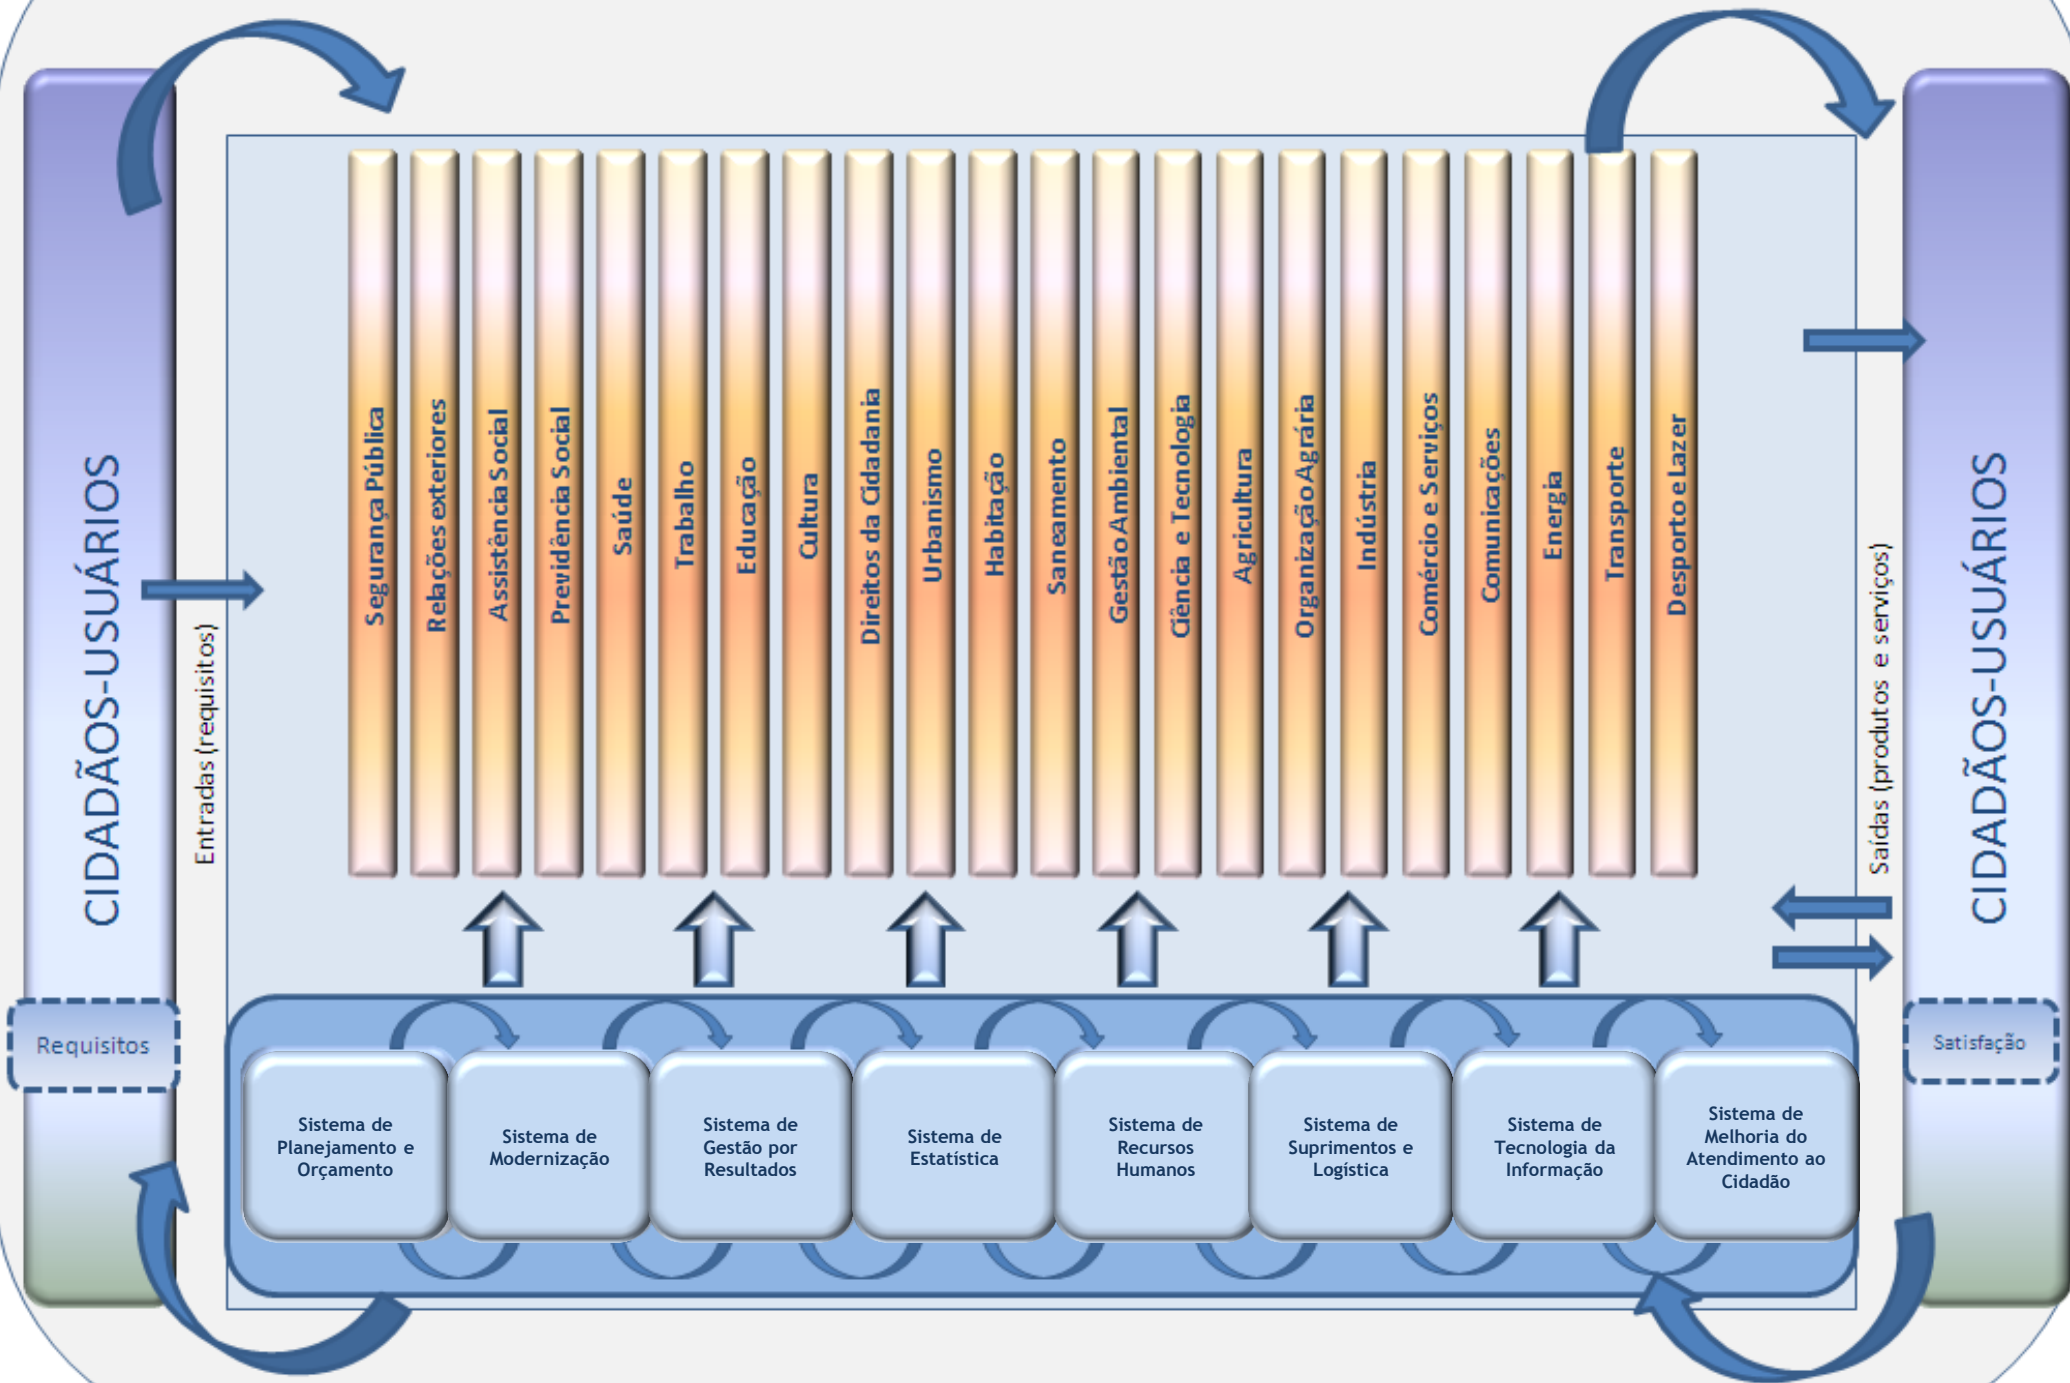 CIDADÃOS-USUÁRIOS
Requisitos
Entradas (requisitos)
Segurança Pública
Relações exteriores
Assistência Social
Previdência Social
Saúde
Trabalho
Educação
Cultura
Direitos da Cidadania
Urbanismo
Habitação
Saneamento
Gestão Ambiental
Ciência e Tecnologia
Agricultura
Organização Agrária
Indústria
Comércio e Serviços
Comunicações
Energia
Transporte
Desporto e Lazer
Sistema de
Planejamento e
Orçamento
Sistema de
Modernização
Sistema de
Gestão por
Resultados
Sistema de
Estatística
Sistema de
Recursos
Humanos
Sistema de
Suprimentos e
Logística
Sistema de
Tecnologia da
Informação
Sistema de
Melhoria do
Atendimento ao
Cidadão
Saídas (produtos e serviços)
CIDADÃOS-USUÁRIOS
Satisfação